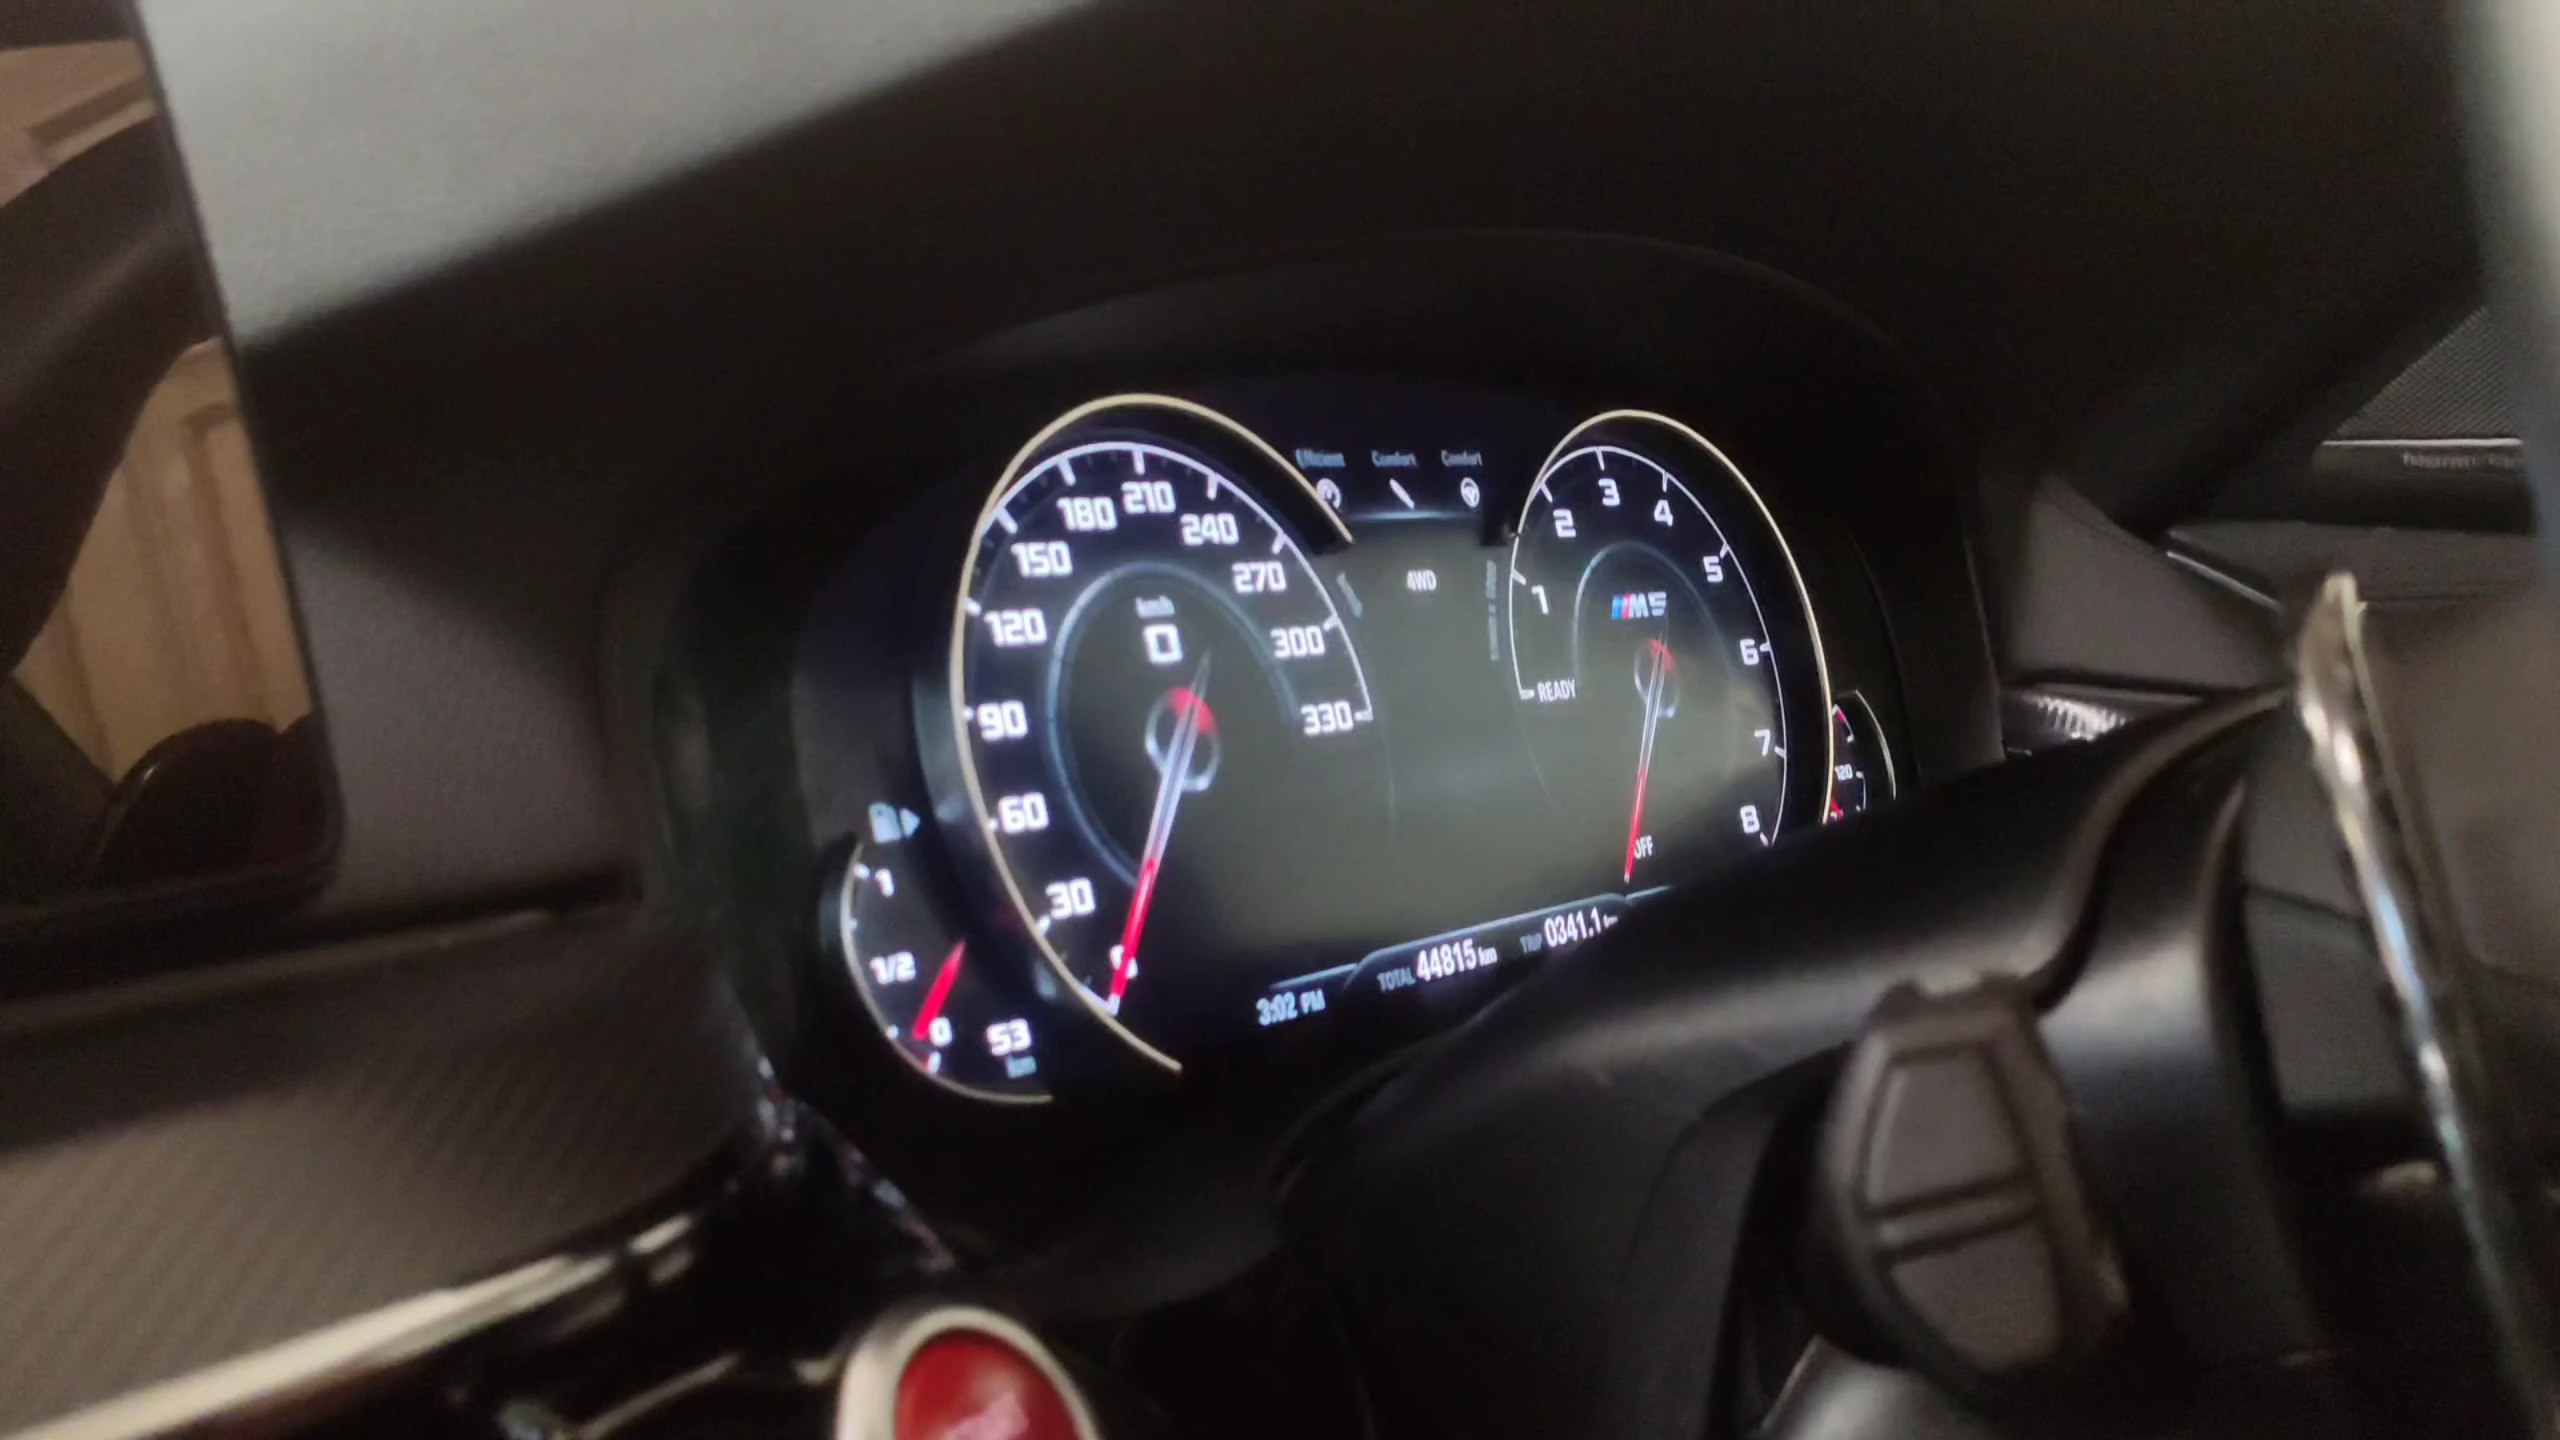 Efficient Comfort Comfort
180 210 240
150 270
120 300
90 330
60
30
km/h
0
4WD
2 3 4
1 5
6
7
8
M5
READY
OFF
120
1
1/2
0
53
km
3:02 PM
TOTAL 44815 km
TRIP 0341.1